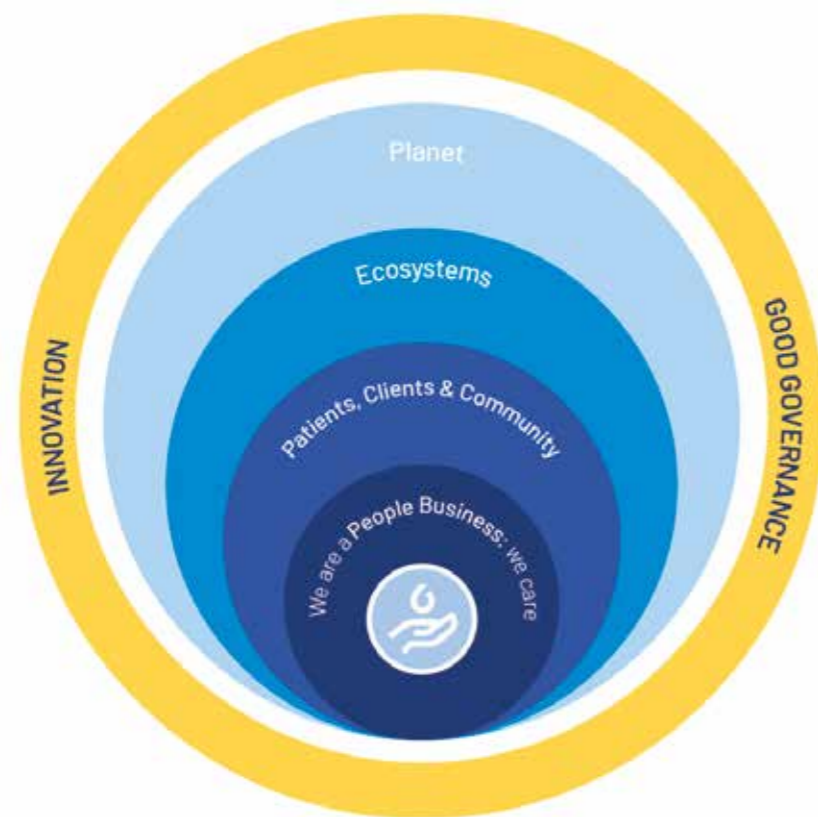 Planet
Ecosystems
GOOD GOVERNANCE
INNOVATION
Patients, Clients & Community
We are a People Business: we care